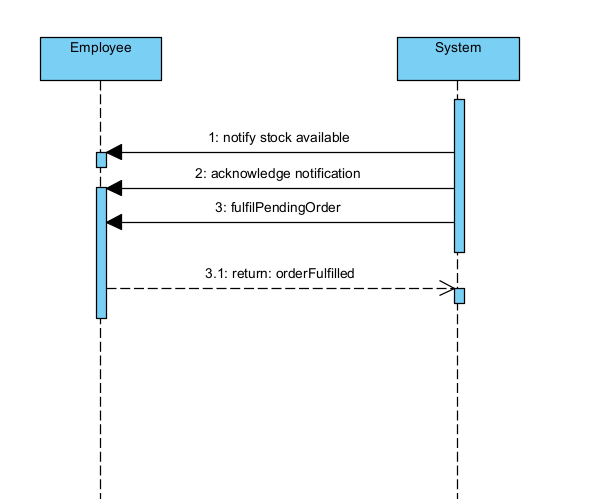 Employee
System
1: notify stock available
2: acknowledge notification
3: fulfilPendingOrder
3.1: return: orderFulfilled